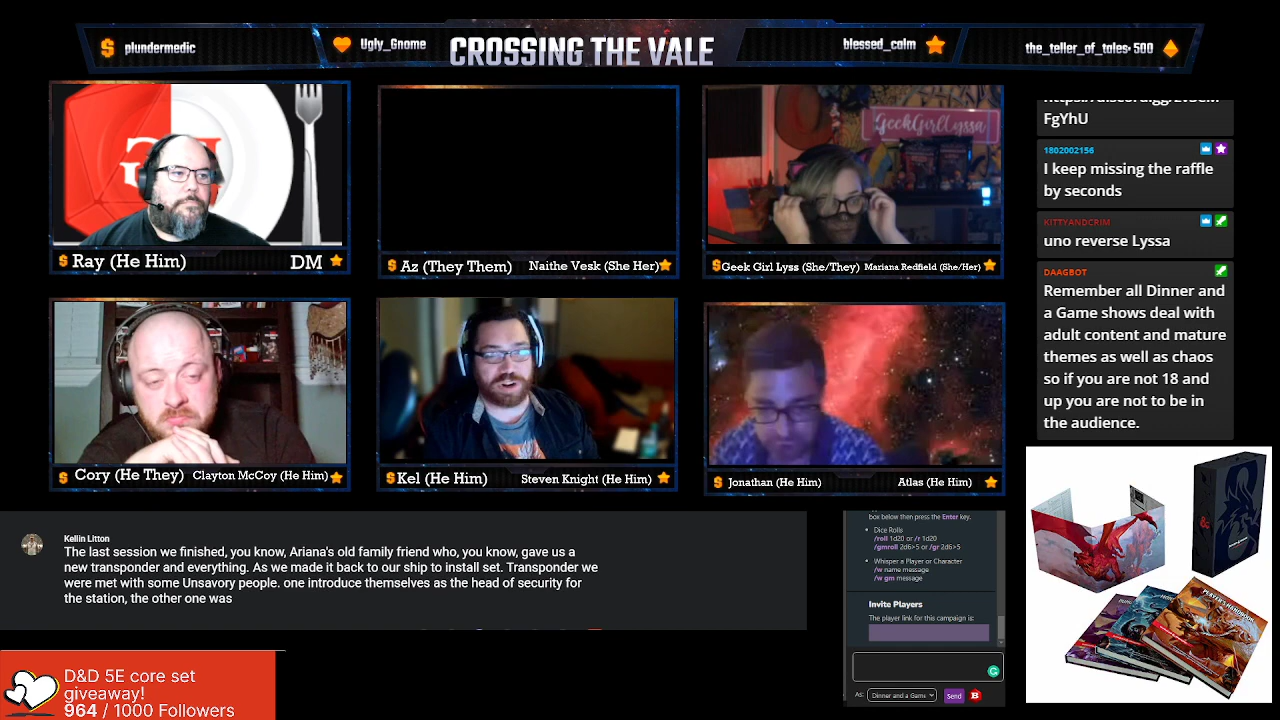 plundermedic
Ugly_Gnome
CROSSING THE VALE
blessed_calm
the_teller_of_tales: 500
Ray (He Him)
DM
Az (They Them)
Naithe Vesk (She Her)
GeekGirlLyssa
Geek Girl Lyss (She/They)
Mariana Redfield (She/Her)
Cory (He They)
Clayton McCoy (He Him)
Kel (He Him)
Steven Knight (He Him)
Jonathan (He Him)
Atlas (He Him)
FgYhU
1802002156
I keep missing the raffle
by seconds
KITTYANDCRIM
uno reverse Lyssa
DAAGBOT
Remember all Dinner and
a Game shows deal with
adult content and mature
themes as well as chaos
so if you are not 18 and
up you are not to be in
the audience.
Kellin Litton
The last session we finished, you know, Ariana's old family friend who, you know, gave us a
new transponder and everything. As we made it back to our ship to install set. Transponder we
were met with some Unsavory people. one introduce themselves as the head of security for
the station, the other one was
box below then press the Enter key.
Dice Rolls
/roll 1d20 or /r 1d20
/gmroll 2d6>5 or /gr 2d6>5
Whisper a Player or Character
/w name message
/w gm message
Invite Players
The player link for this campaign is:
As:
Dinner and a Game
Send
B
PLAYER'S HANDBOOK
D&D 5E core set
giveaway!
964 / 1000 Followers